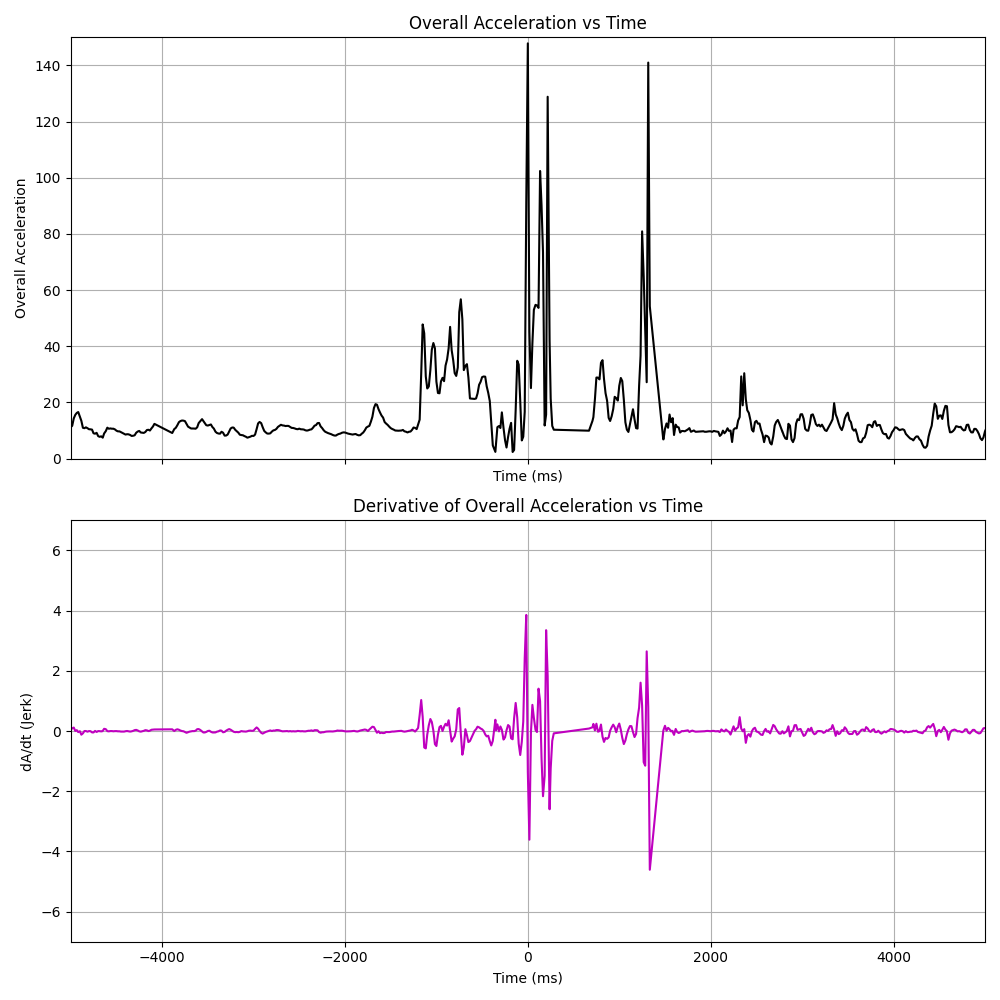 Overall Acceleration vs Time
Overall Acceleration
140
120
100
80
60
40
20
0
Time (ms)
Derivative of Overall Acceleration vs Time
dA/dt (Jerk)
6
4
2
0
−2
−4
−6
−4000 −2000 0 2000 4000
Time (ms)